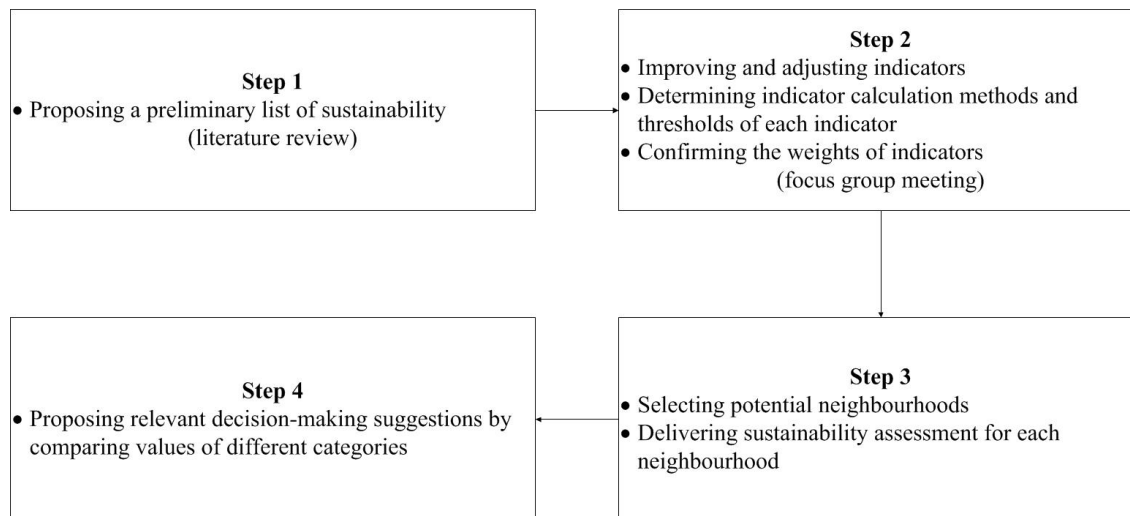 Step 1
• Proposing a preliminary list of sustainability
(literature review)
Step 2
• Improving and adjusting indicators
• Determining indicator calculation methods and
thresholds of each indicator
• Confirming the weights of indicators
(focus group meeting)
Step 3
• Selecting potential neighbourhoods
• Delivering sustainability assessment for each
neighbourhood
Step 4
• Proposing relevant decision-making suggestions by
comparing values of different categories